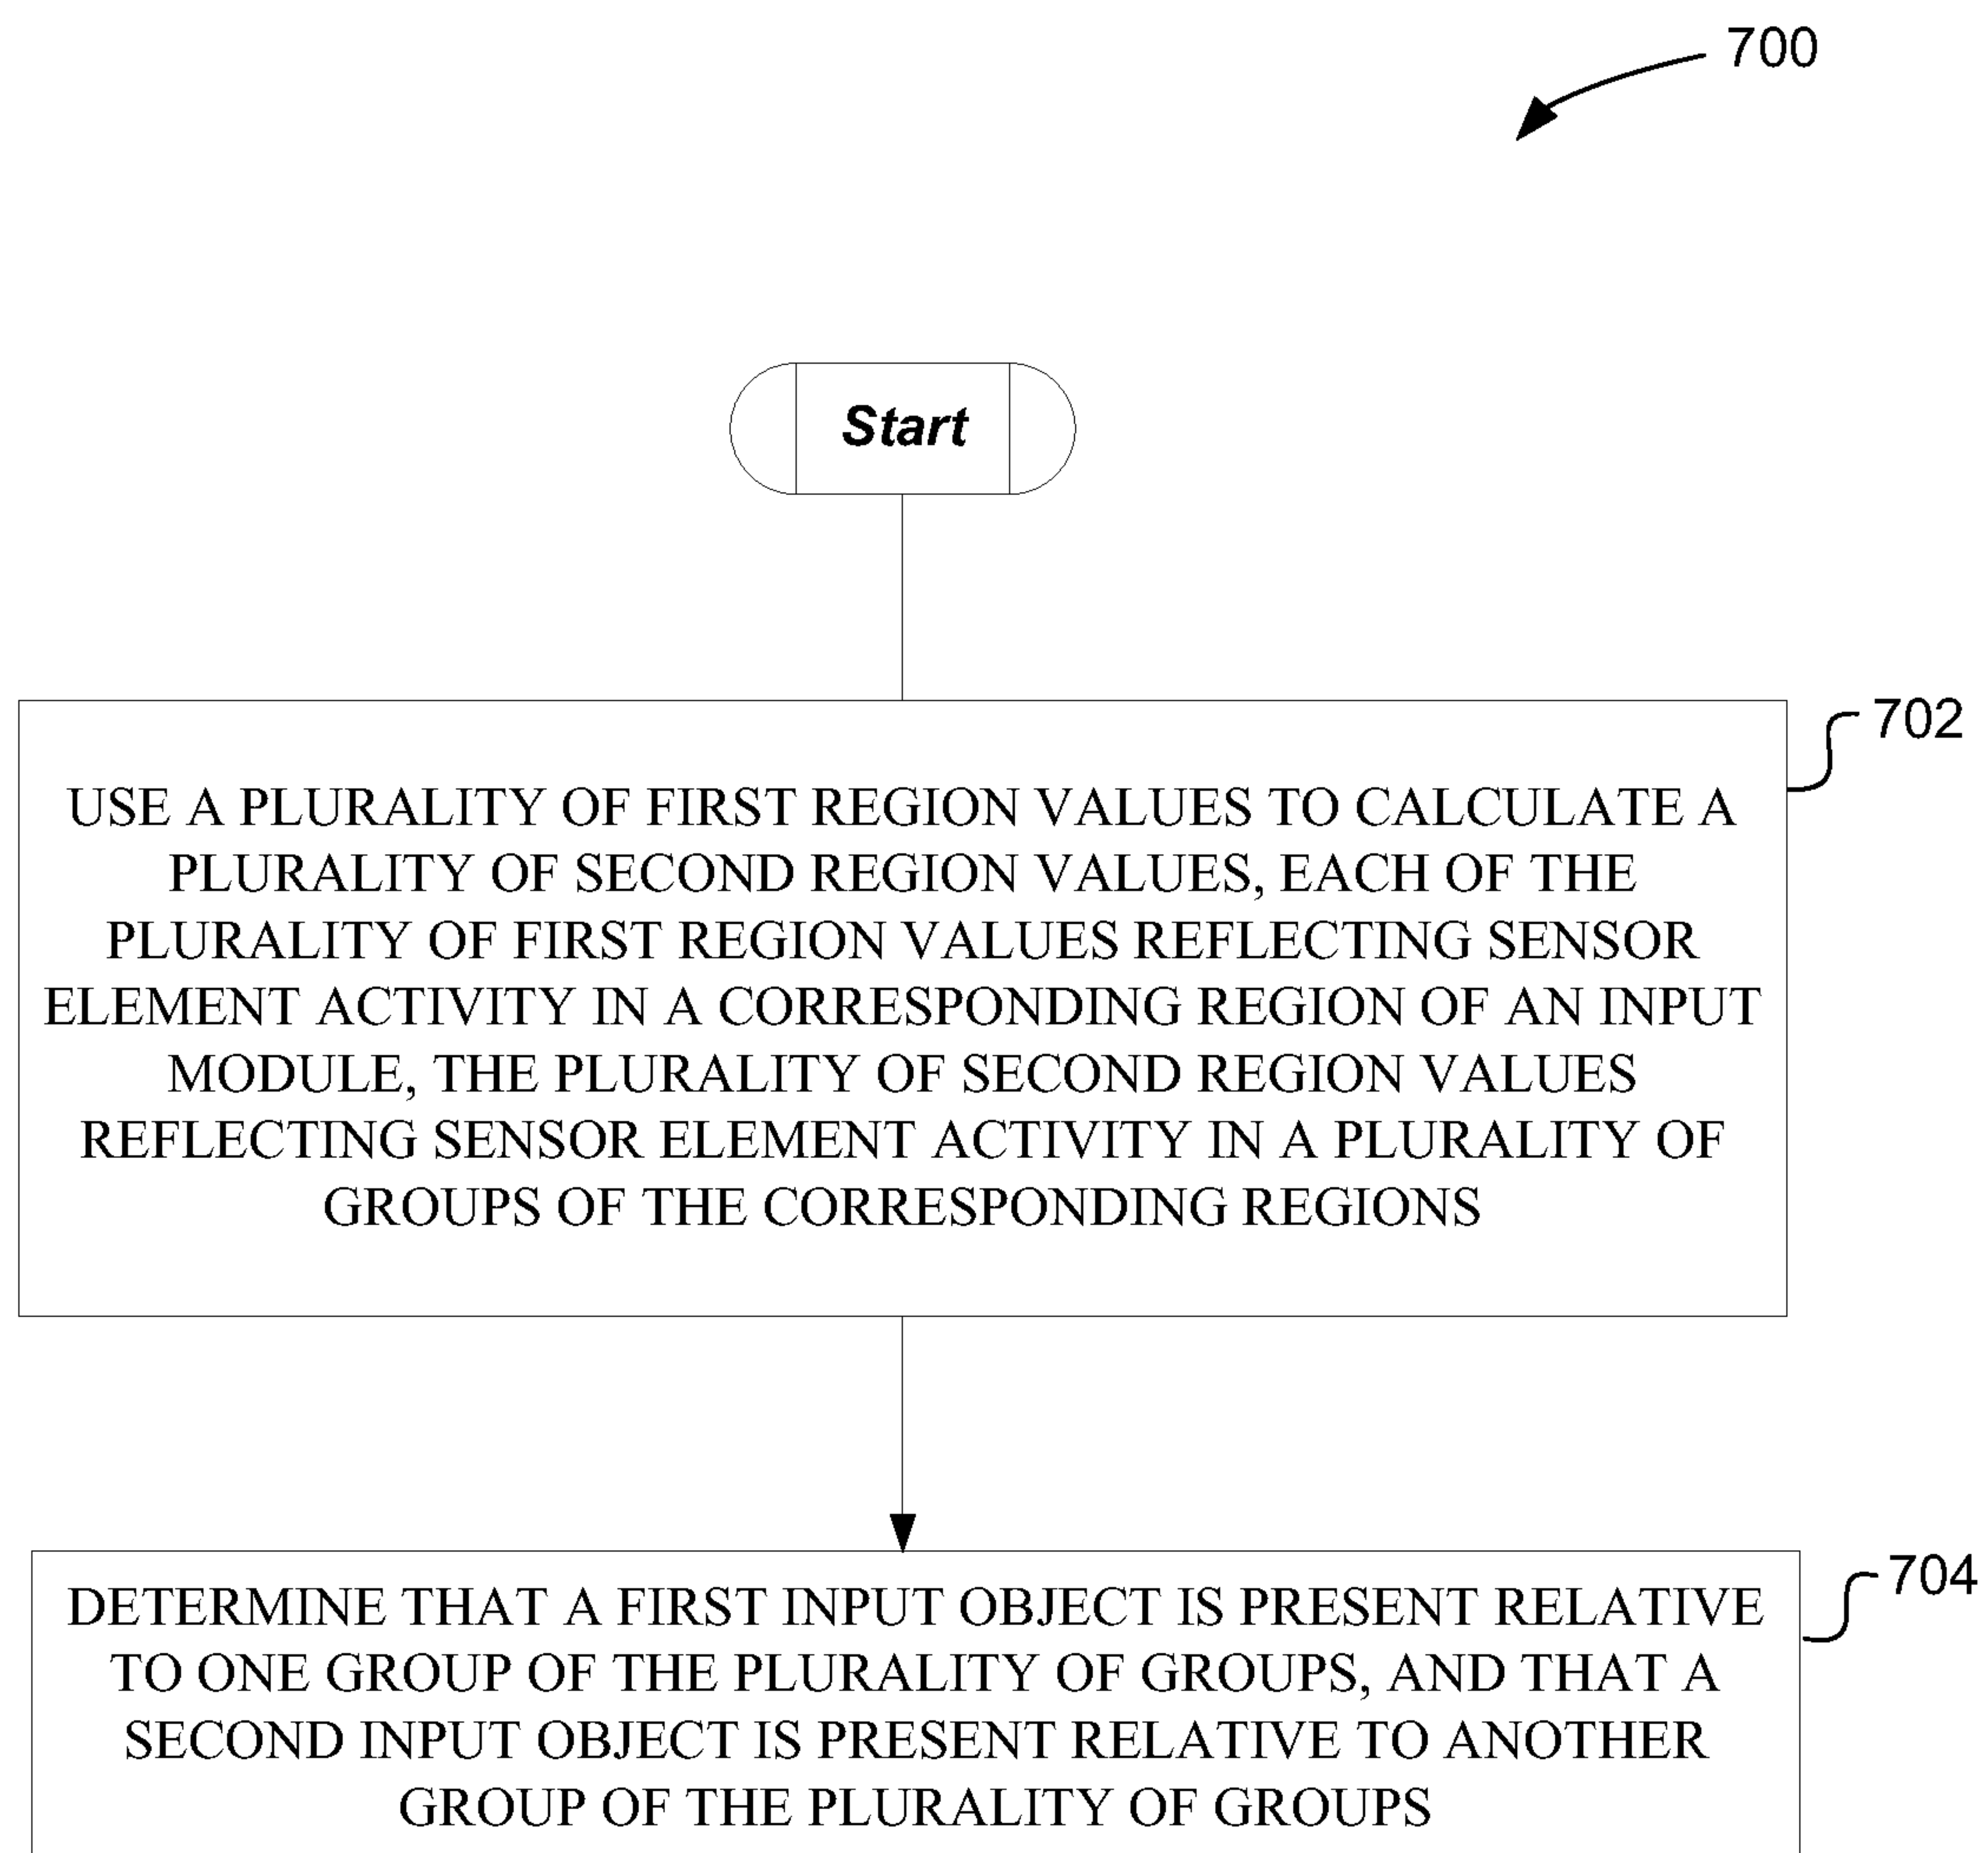 700
Start
702
USE A PLURALITY OF FIRST REGION VALUES TO CALCULATE A
PLURALITY OF SECOND REGION VALUES, EACH OF THE
PLURALITY OF FIRST REGION VALUES REFLECTING SENSOR
ELEMENT ACTIVITY IN A CORRESPONDING REGION OF AN INPUT
MODULE, THE PLURALITY OF SECOND REGION VALUES
REFLECTING SENSOR ELEMENT ACTIVITY IN A PLURALITY OF
GROUPS OF THE CORRESPONDING REGIONS
704
DETERMINE THAT A FIRST INPUT OBJECT IS PRESENT RELATIVE
TO ONE GROUP OF THE PLURALITY OF GROUPS, AND THAT A
SECOND INPUT OBJECT IS PRESENT RELATIVE TO ANOTHER
GROUP OF THE PLURALITY OF GROUPS